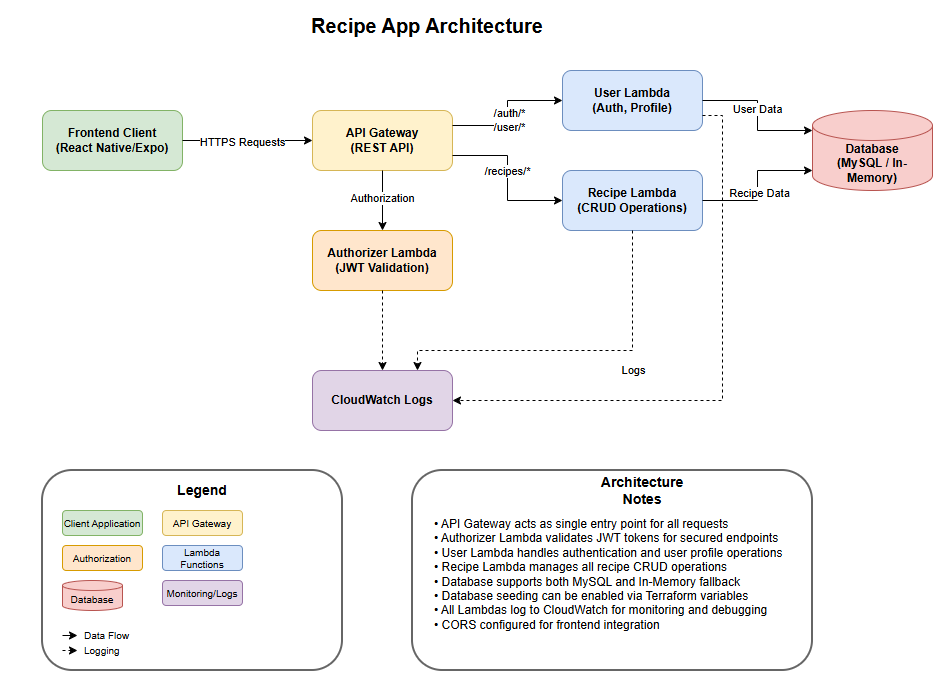 Recipe App Architecture
User Lambda
(Auth, Profile)
User Data
/auth/*
/user/*
Frontend Client
(React Native/Expo)
HTTPS Requests
API Gateway
(REST API)
Database
(MySQL / In-
Memory)
/recipes/*
Recipe Lambda
(CRUD Operations)
Recipe Data
Authorization
Authorizer Lambda
(JWT Validation)
Logs
CloudWatch Logs
Legend
Client Application
API Gateway
Authorization
Lambda
Functions
Database
Monitoring/Logs
Data Flow
Logging
Architecture
Notes
• API Gateway acts as single entry point for all requests
• Authorizer Lambda validates JWT tokens for secured endpoints
• User Lambda handles authentication and user profile operations
• Recipe Lambda manages all recipe CRUD operations
• Database supports both MySQL and In-Memory fallback
• Database seeding can be enabled via Terraform variables
• All Lambdas log to CloudWatch for monitoring and debugging
• CORS configured for frontend integration